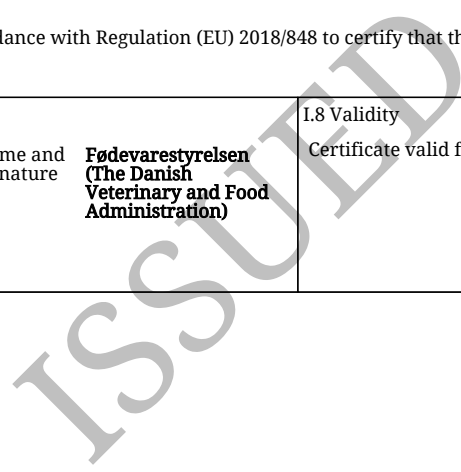 dance with Regulation (EU) 2018/848 to certify that th
I.8 Validity
me and
nature
Fødevarestyrelsen
(The Danish
Veterinary and Food
Administration)
Certificate valid f
ISSUED